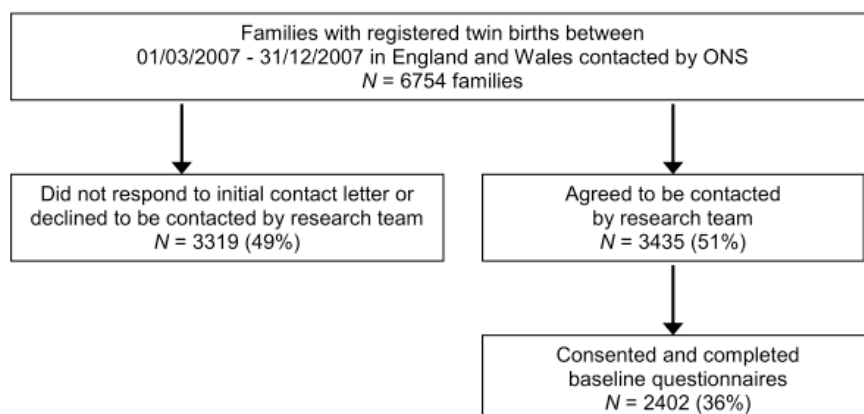 Families with registered twin births between
01/03/2007 - 31/12/2007 in England and Wales contacted by ONS
N = 6754 families
Did not respond to initial contact letter or
declined to be contacted by research team
N = 3319 (49%)
Agreed to be contacted
by research team
N = 3435 (51%)
Consented and completed
baseline questionnaires
N = 2402 (36%)